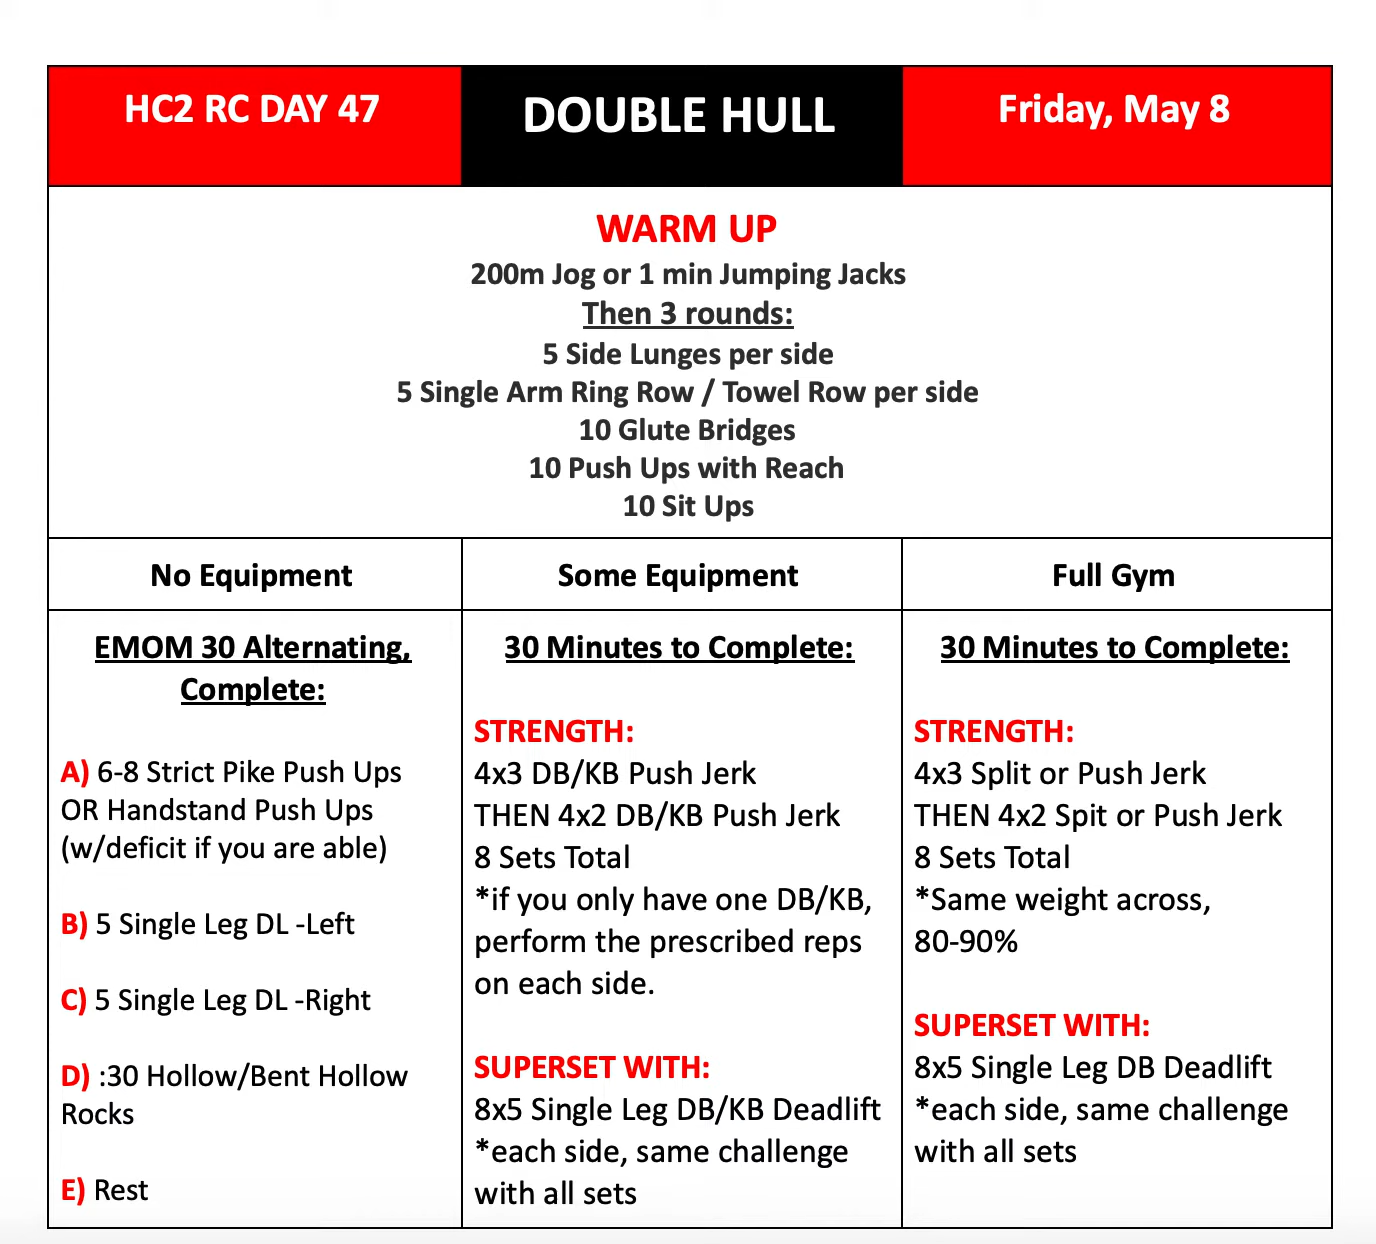 HC2 RC DAY 47
DOUBLE HULL
Friday, May 8
WARM UP
200m Jog or 1 min Jumping Jacks
Then 3 rounds:
5 Side Lunges per side
5 Single Arm Ring Row / Towel Row per side
10 Glute Bridges
10 Push Ups with Reach
10 Sit Ups
No Equipment
EMOM 30 Alternating,
Complete:
A) 6-8 Strict Pike Push Ups
OR Handstand Push Ups
(w/deficit if you are able)
B) 5 Single Leg DL -Left
C) 5 Single Leg DL -Right
D) :30 Hollow/Bent Hollow
Rocks
E) Rest
Some Equipment
30 Minutes to Complete:
STRENGTH:
4x3 DB/KB Push Jerk
THEN 4x2 DB/KB Push Jerk
8 Sets Total
*if you only have one DB/KB,
perform the prescribed reps
on each side.
SUPERSET WITH:
8x5 Single Leg DB/KB Deadlift
*each side, same challenge
with all sets
Full Gym
30 Minutes to Complete:
STRENGTH:
4x3 Split or Push Jerk
THEN 4x2 Spit or Push Jerk
8 Sets Total
*Same weight across,
80-90%
SUPERSET WITH:
8x5 Single Leg DB Deadlift
*each side, same challenge
with all sets